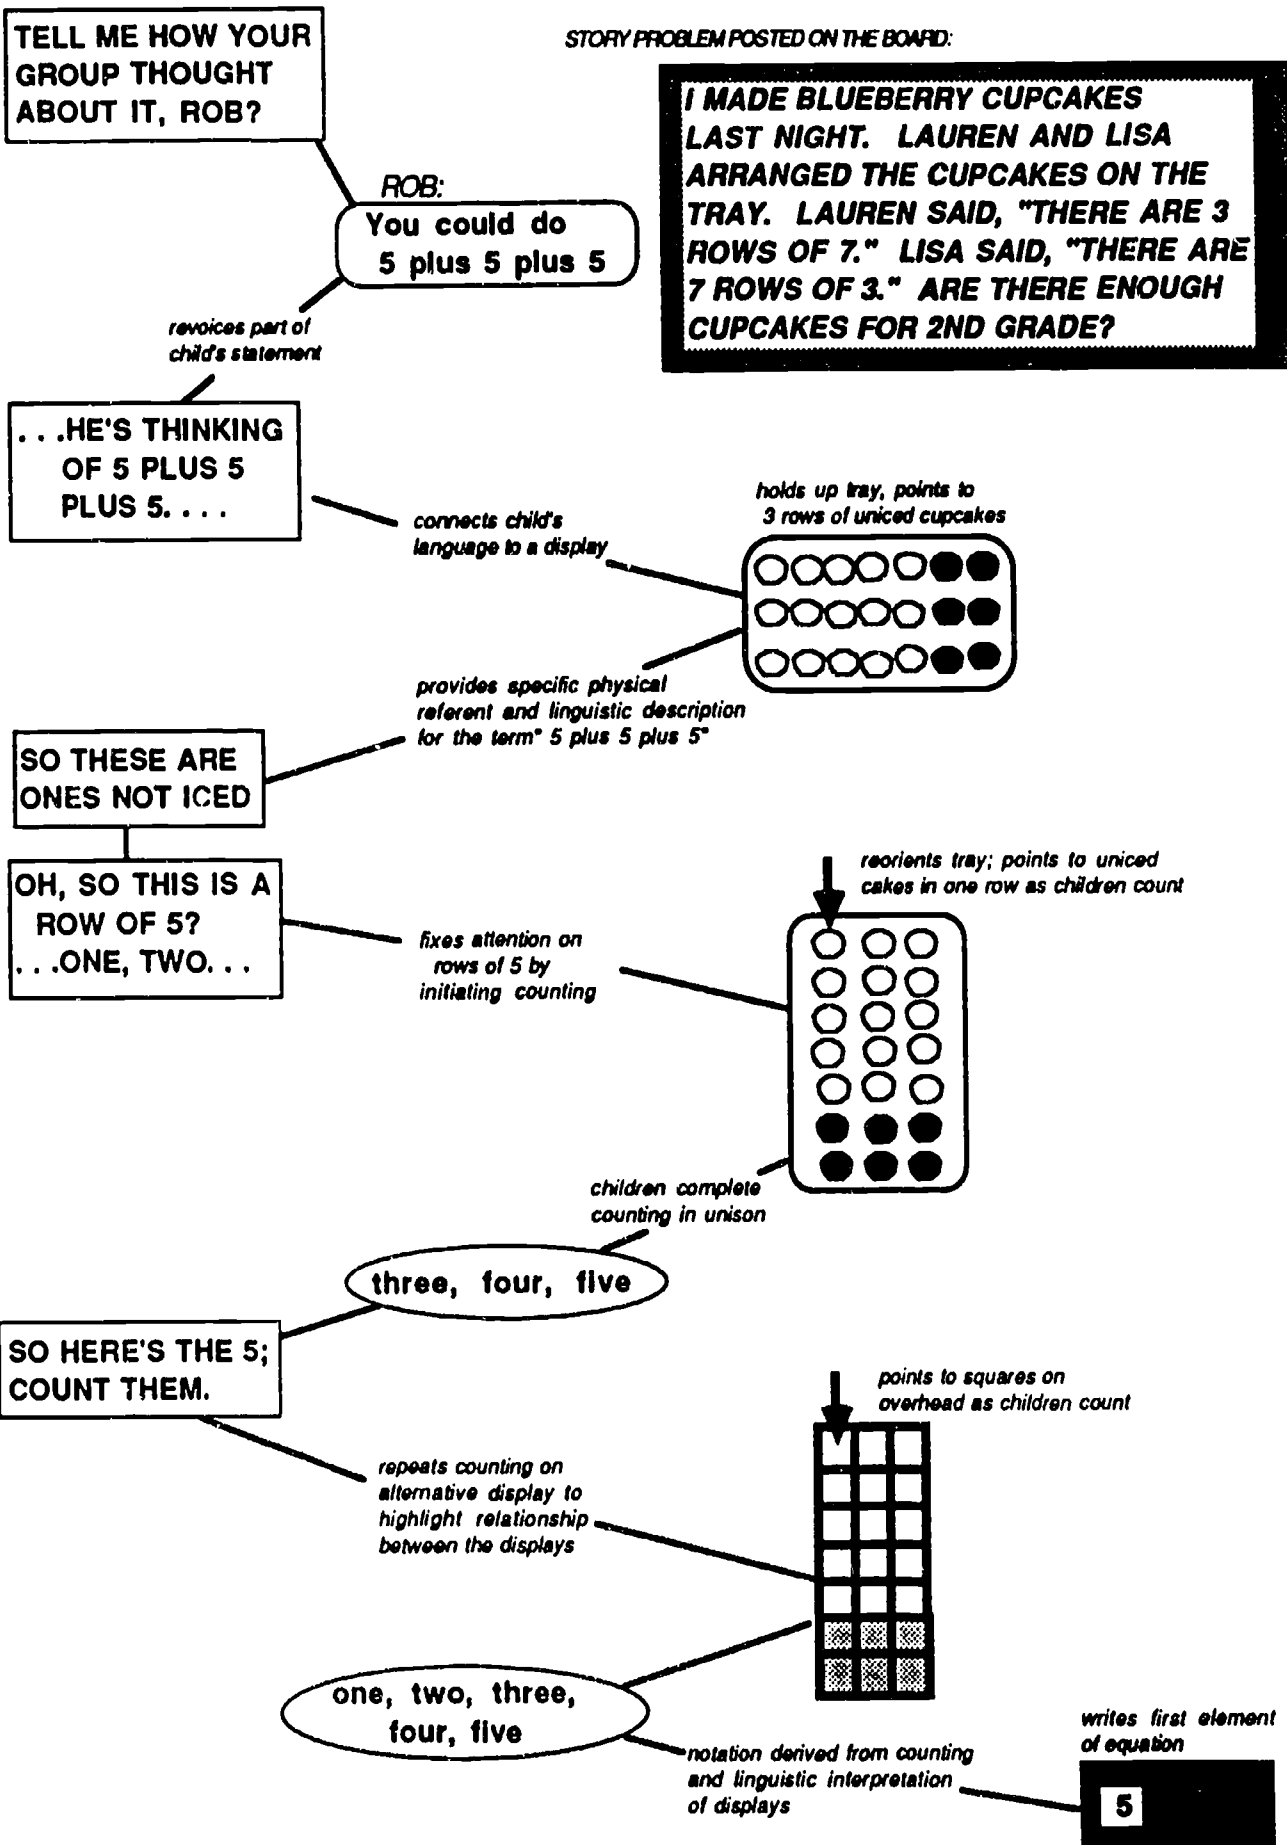 TELL ME HOW YOUR
GROUP THOUGHT
ABOUT IT, ROB?
STORY PROBLEM POSTED ON THE BOARD:
I MADE BLUEBERRY CUPCAKES
LAST NIGHT. LAUREN AND LISA
ARRANGED THE CUPCAKES ON THE
TRAY. LAUREN SAID, "THERE ARE 3
ROWS OF 7." LISA SAID, "THERE ARE
7 ROWS OF 3." ARE THERE ENOUGH
CUPCAKES FOR 2ND GRADE?
ROB:
You could do
5 plus 5 plus 5
revoices part of
child's statement
. . .HE'S THINKING
OF 5 PLUS 5
PLUS 5. . . .
connects child's
language to a display
holds up tray, points to
3 rows of uniced cupcakes
provides specific physical
referent and linguistic description
for the term" 5 plus 5 plus 5"
SO THESE ARE
ONES NOT ICED
OH, SO THIS IS A
ROW OF 5?
. . .ONE, TWO. . .
fixes attention on
rows of 5 by
initiating counting
reorients tray; points to uniced
cakes in one row as children count
children complete
counting in unison
three, four, five
SO HERE'S THE 5;
COUNT THEM.
points to squares on
overhead as children count
repeats counting on
alternative display to
highlight relationship
between the displays
one, two, three,
four, five
notation derived from counting
and linguistic interpretation
of displays
writes first element
of equation
5